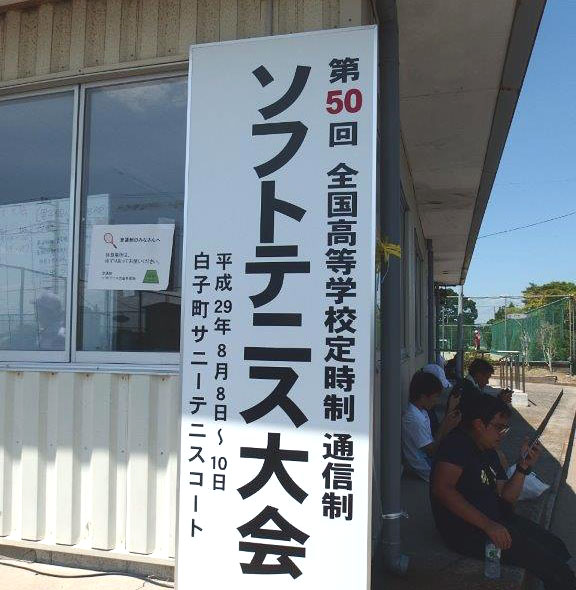 第50回 全国高等学校定時制 通信制
ソフトテニス大会
平成29年8月8日〜10日
白子町サニーテニスコート